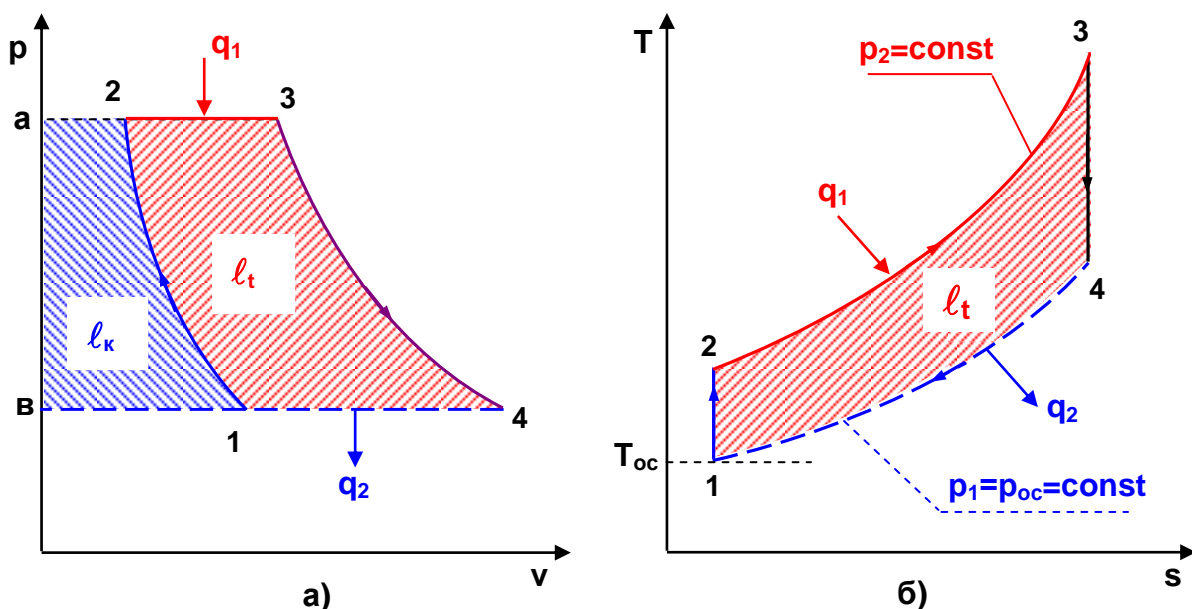 p
q₁
2
3
a
ℓt
ℓк
в
1
4
q₂
v
а)
T
p₂=const
3
q₁
ℓt
4
2
q₂
Tос
1
p₁=pос=const
s
б)